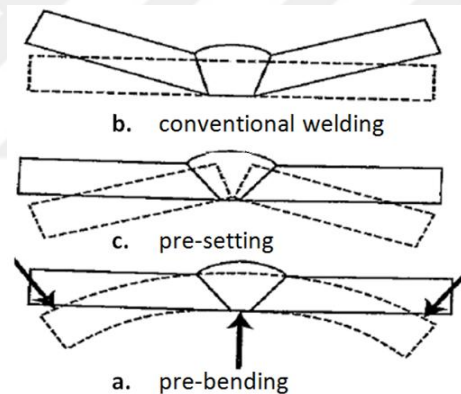 b. conventional welding
c. pre-setting
a. pre-bending